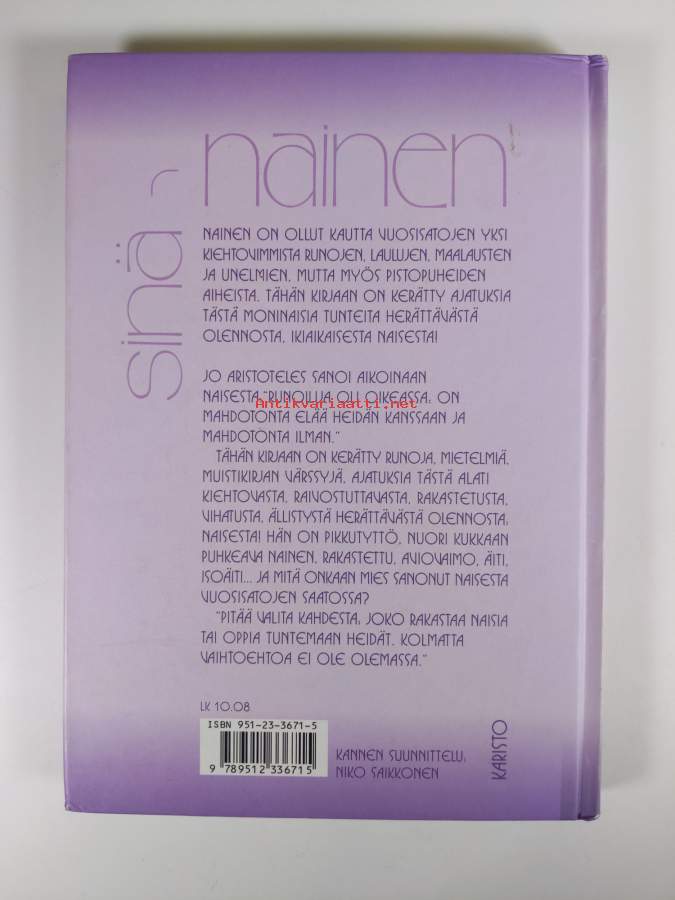 nainen
sinä -
NAINEN ON OLLUT KAUTTA VUOSISATOJEN YKSI
KIEHTOVIMMISTA RUNOJEN, LAULUJEN, MAALAUSTEN
JA UNELMIEN, MUTTA MYÖS PISTOPUHEIDEN
AIHEISTA. TÄHÄN KIRJAAN ON KERÄTTY AJATUKSIA
TÄSTÄ MONINAISIA TUNTEITA HERÄTTÄVÄSTÄ
OLENNOSTA, IKIAIKAISESTA NAISESTA!
JO ARISTOTELES SANOI AIKOINAAN
NAISESTA "RUNOILIJA OLI OIKEASSA; ON
Antikvariaatti.net
MAHDOTONTA ELÄÄ HEIDÄN KANSSAAN JA
MAHDOTONTA ILMAN."
TÄHÄN KIRJAAN ON KERÄTTY RUNOJA, MIETELMIÄ,
MUISTIKIRJAN VÄRSSYJÄ, AJATUKSIA TÄSTÄ ALATI
KIEHTOVASTA, RAIVOSTUTTAVASTA, RAKASTETUSTA,
VIHATUSTA, ÄLLISTYSTÄ HERÄTTÄVÄSTÄ OLENNOSTA;
NAISESTA! HÄN ON PIKKUTYTTÖ, NUORI KUKKAAN
PUHKEAVA NAINEN, RAKASTETTU, AVIOVAIMO, ÄITI,
ISOÄITI... JA MITÄ ONKAAN MIES SANONUT NAISESTA
VUOSISATOJEN SAATOSSA?
"PITÄÄ VALITA KAHDESTA; JOKO RAKASTAA NAISIA
TAI OPPIA TUNTEMAAN HEIDÄT. KOLMATTA
VAIHTOEHTOA EI OLE OLEMASSA."
LK 10.08
ISBN 951-23-3671-5
9 789512 336715
KANNEN SUUNNITTELU;
NIKO SAIKKONEN
KARISTO